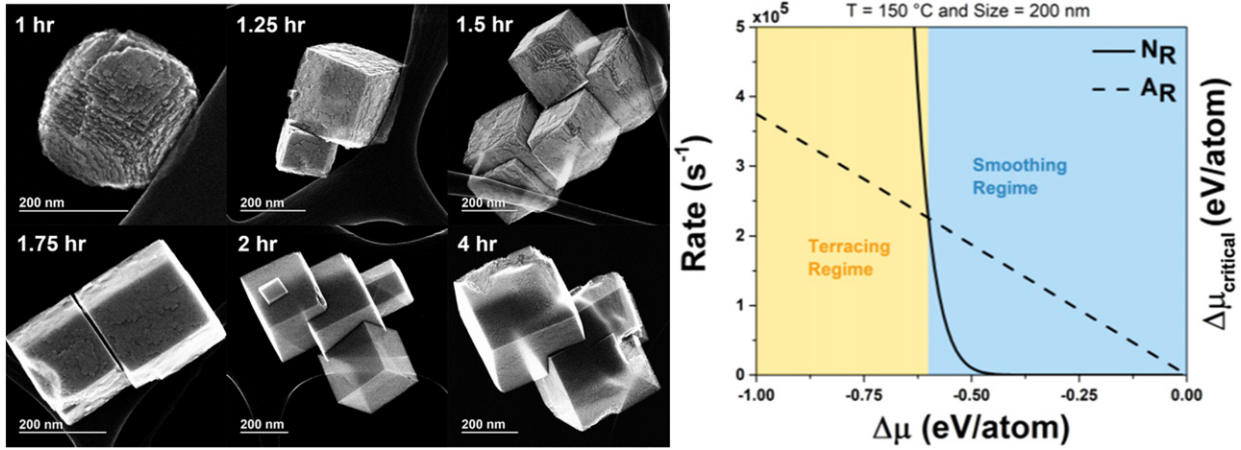 1 hr
200 nm
1.25 hr
200 nm
1.5 hr
200 nm
1.75 hr
200 nm
2 hr
200 nm
4 hr
200 nm
T = 150 °C and Size = 200 nm
×10⁵
5
4
3
2
1
0
Rate (s⁻¹)
N_R
A_R
Smoothing
Regime
Terracing
Regime
-1.00
-0.75
-0.50
-0.25
0.00
Δμ (eV/atom)
Δμ_critical (eV/atom)